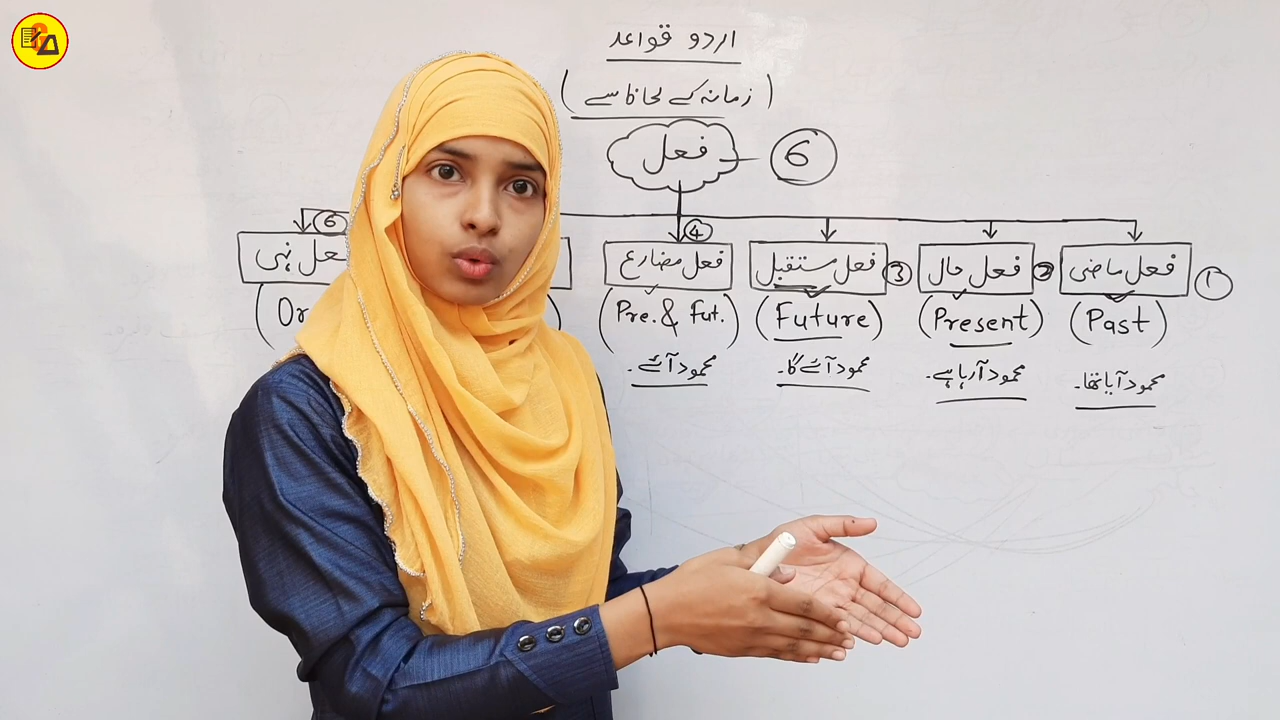 اردو قواعد
(زمانہ کے لحاظ سے)
فعل 6
فعل ماضی 1
فعل حال 2
فعل مستقبل 3
فعل مضارع 4
فعل نہی 6
(Past)
(Present)
(Future)
(Pre. & Fut.)
(Or
محمود آیا تھا۔
محمود آرہا ہے۔
محمود آئے گا۔
محمود آئے۔